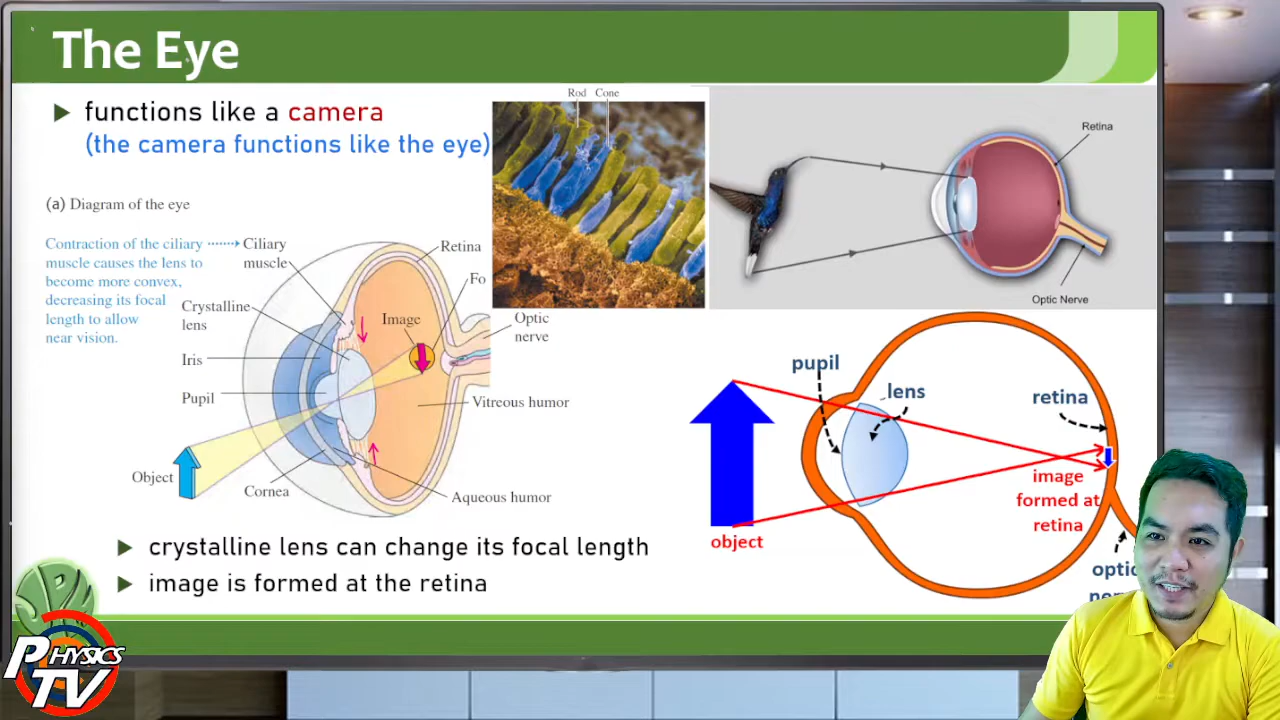 The Eye
functions like a camera
(the camera functions like the eye)
(a) Diagram of the eye
Contraction of the ciliary
muscle causes the lens to
become more convex,
decreasing its focal
length to allow
near vision.
Ciliary
muscle
Crystalline
lens
Iris
Pupil
Object
Cornea
Retina
Fo
Image
Optic
nerve
Vitreous humor
Aqueous humor
Rod Cone
Retina
Optic Nerve
pupil
lens
retina
image
formed at
retina
object
optic
crystalline lens can change its focal length
image is formed at the retina
PHYSICS
TV